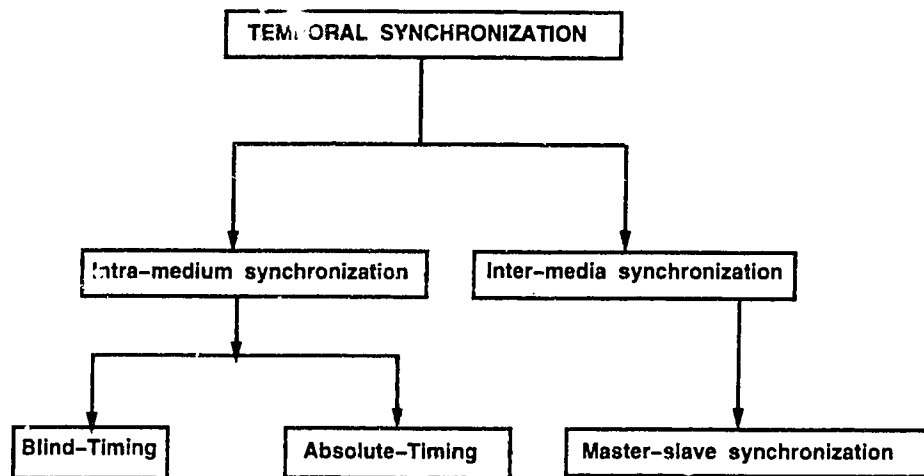 TEMPORAL SYNCHRONIZATION
Intra-medium synchronization
Inter-media synchronization
Blind-Timing
Absolute-Timing
Master-slave synchronization